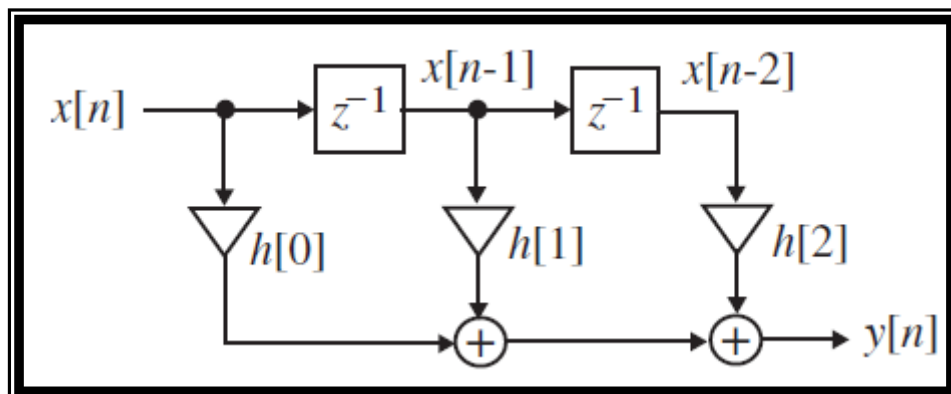 x[n-1] x[n-2]
x[n] z⁻¹ z⁻¹
h[0] h[1] h[2]
+ + y[n]